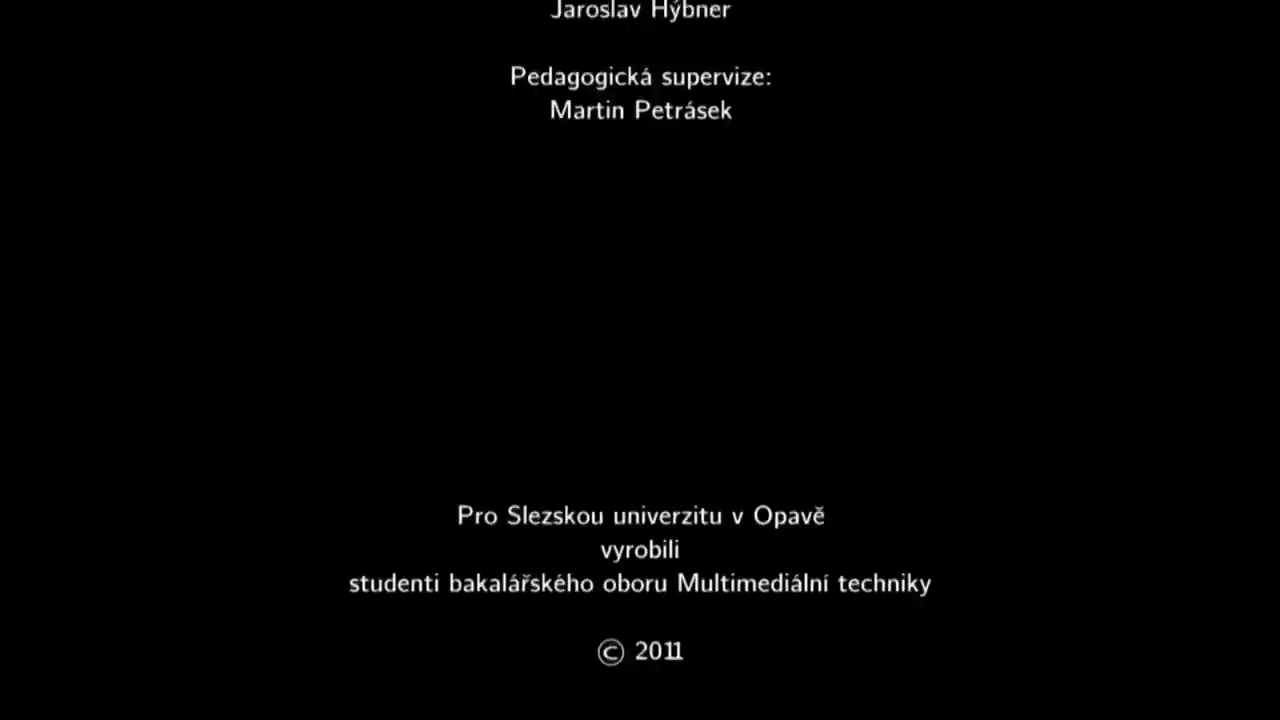 Jaroslav Hýbner
Pedagogická supervize:
Martin Petrásek
Pro Slezskou univerzitu v Opavě
vyrobili
studenti bakalářského oboru Multimediální techniky
© 2011